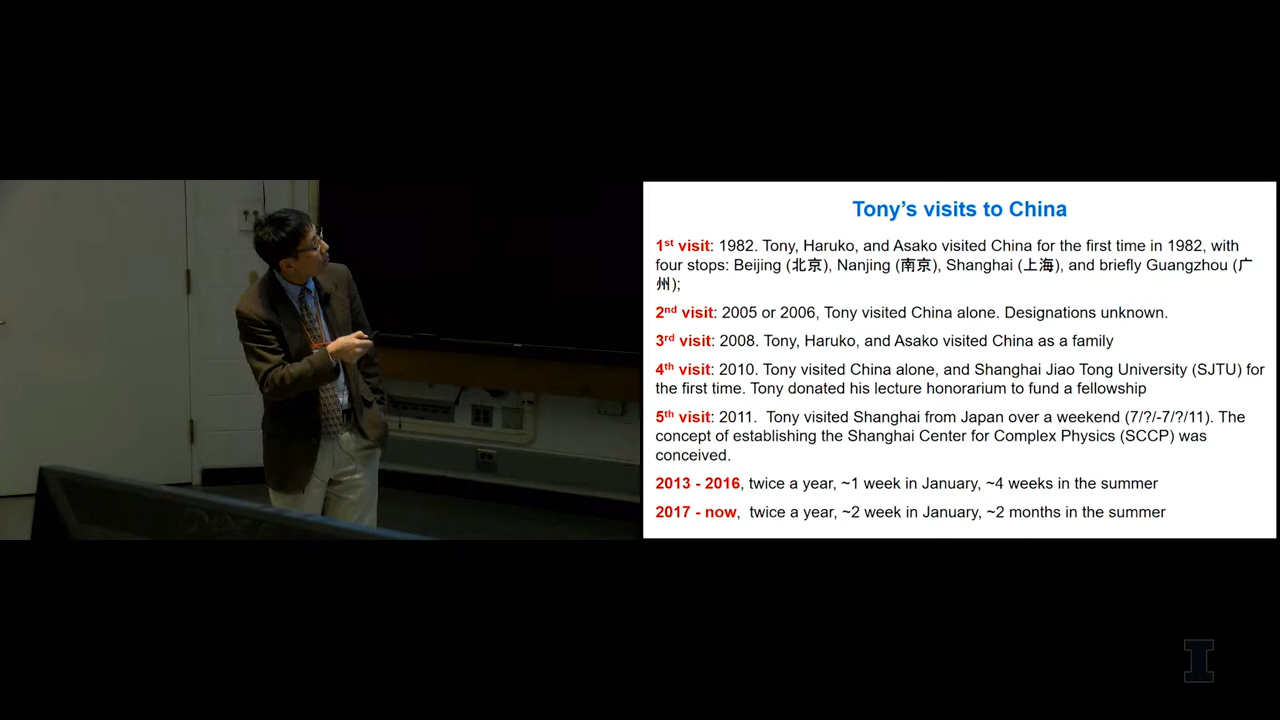 Tony's visits to China
1st visit: 1982. Tony, Haruko, and Asako visited China for the first time in 1982, with
four stops: Beijing (北京), Nanjing (南京), Shanghai (上海), and briefly Guangzhou (广
州);
2nd visit: 2005 or 2006, Tony visited China alone. Designations unknown.
3rd visit: 2008. Tony, Haruko, and Asako visited China as a family
4th visit: 2010. Tony visited China alone, and Shanghai Jiao Tong University (SJTU) for
the first time. Tony donated his lecture honorarium to fund a fellowship
5th visit: 2011.  Tony visited Shanghai from Japan over a weekend (7/?/-7/?/11). The
concept of establishing the Shanghai Center for Complex Physics (SCCP) was
conceived.
2013 - 2016, twice a year, ~1 week in January, ~4 weeks in the summer
2017 - now,  twice a year, ~2 week in January, ~2 months in the summer
I